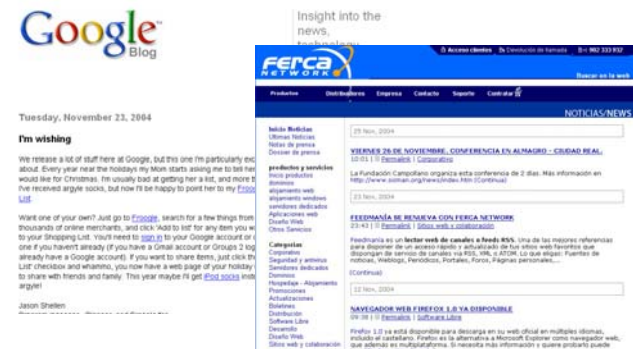 Google
Blog
Insight into the
news,
Tuesday, November 23, 2004
I'm wishing
We release a lot of stuff here at Google, but this one I'm particularly exc
about. Every year near the holidays my Mom starts asking me to tell her
would like for Christmas. I'm usually bad at getting her a list, and more t
I've received argyle socks, but now I'll be happy to point her to my Froog
List.
Want one of your own? Just go to Froogle, search for a few things from
thousands of online merchants, and click 'Add to list' for any item you w
to your Shopping List. You'll need to sign in to your Google account or c
one if you haven't already (if you have a Gmail account or Groups 2 log
already have a Google account). If you want to share items, just click th
List' checkbox and whammo, you now have a web page of your holiday
to share with friends and family. This year maybe I'll get iPod socks inst
argyle!
Jason Shellen
FERCA
NETWORK
Acceso clientes
Devolución de llamada
902 333 932
Buscar en la web
Productos Distribuidores Empresa Contacto Soporte Contratar
NOTICIAS/NEWS
Inicio Noticias
Ultimas Noticias
Notas de prensa
Dossier de prensa
productos y servicios
Inicio productos
dominios
alojamiento web
alojamiento windows
servidores dedicados
Aplicaciones web
Diseño Web
Otros Servicios
Categorías
Corporativo
Seguridad y antivirus
Servidores dedicados
Dominios
Hospedaje - Alojamiento
Promociones
Actualizaciones
Boletines
Distribución
Software Libre
Desarrollo
Diseño Web
Sitios web y colaboración
25 Nov, 2004
VIERNES 26 DE NOVIEMBRE, CONFERENCIA EN ALMAGRO - CIUDAD REAL.
10:01 | Permalink | Corporativo
La Fundación Campollano organiza esta conferencia de 2 días. Más información en
(Continua)
23 Nov, 2004
FEEDMANÍA SE RENUEVA CON FERCA NETWORK
23:43 | Permalink | Sitios web y colaboración
Feedmanía es un lector web de canales o feeds RSS. Una de las mejores referencias
para disponer de un acceso rápido y actualizado de tus sitios web favoritos que
dispongan de servicio de canales via RSS, XML o ATOM. Lo que eligas: Fuentes de
noticias, Weblogs, Periódicos, Portales, Foros, Páginas personales,...
(Continua)
12 Nov, 2004
NAVEGADOR WEB FIREFOX 1.0 YA DISPONIBLE
09:38 | Permalink | Software Libre
Firefox 1.0 ya está disponible para descarga en su web oficial en múltiples idiomas,
incluido el castellano. Firefox es la alternativa a Microsoft Explorer como navegador web,
que además es multiplataforma. Si necesita más información y quiere probarlo puede